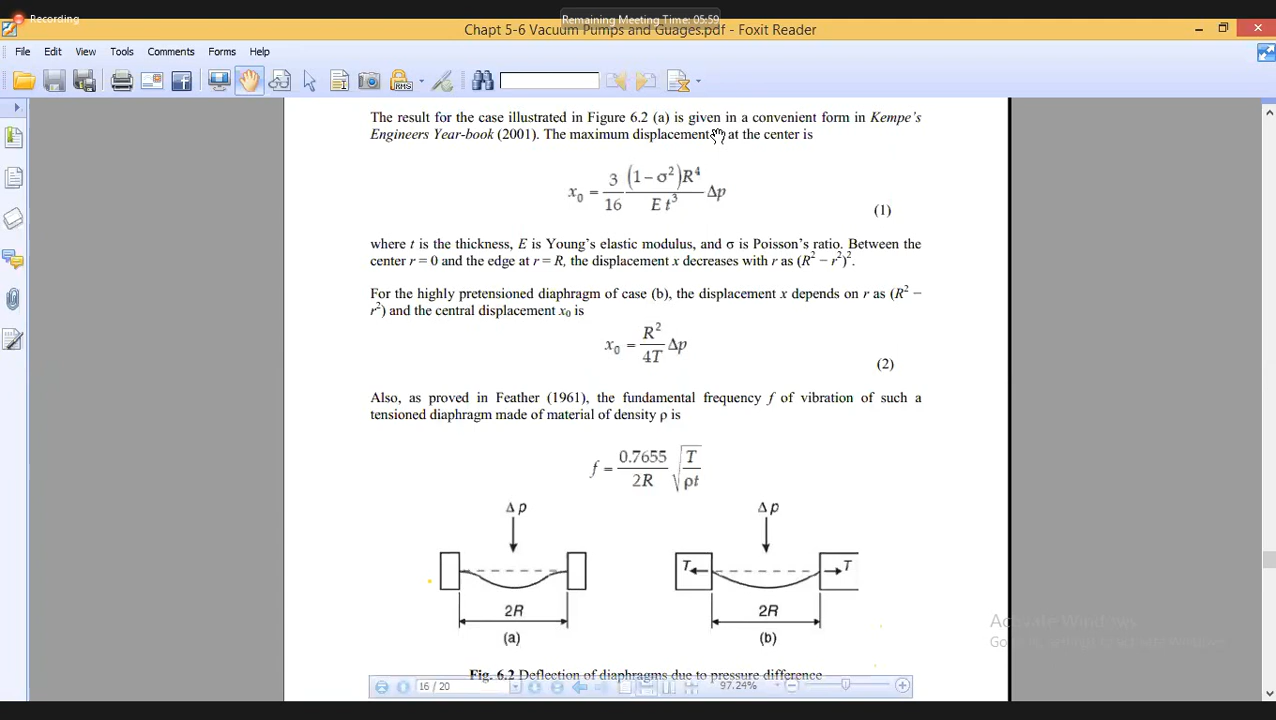 Recording
Remaining Meeting Time: 05:59
Chapt 5-6 Vacuum Pumps and Guages.pdf - Foxit Reader
File Edit View Tools Comments Forms Help
RMS
The result for the case illustrated in Figure 6.2 (a) is given in a convenient form in Kempe's
Engineers Year-book (2001). The maximum displacement at the center is
x₀ = 3/16 (1 − σ²)R⁴/E t³ Δp
(1)
where t is the thickness, E is Young's elastic modulus, and σ is Poisson's ratio. Between the
center r = 0 and the edge at r = R, the displacement x decreases with r as (R² − r²)².
For the highly pretensioned diaphragm of case (b), the displacement x depends on r as (R² −
r²) and the central displacement x₀ is
x₀ = R²/4T Δp
(2)
Also, as proved in Feather (1961), the fundamental frequency f of vibration of such a
tensioned diaphragm made of material of density ρ is
f = 0.7655/2R √T/ρt
Δp Δp
T T
2R 2R
(a) (b)
Activate Windows
Fig. 6.2 Deflection of diaphragms due to pressure difference
16 / 20 97.24%